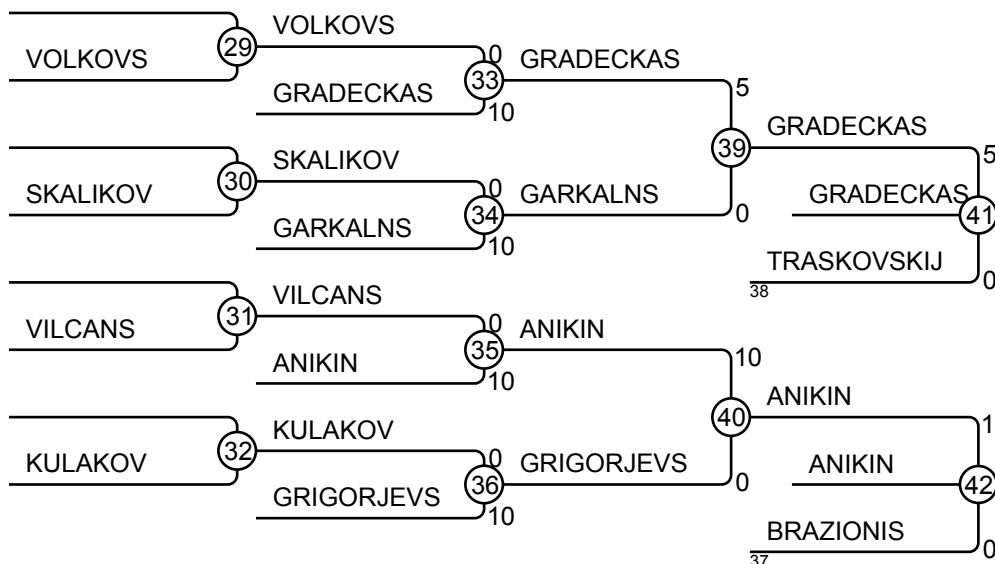 VOLKOVS
29
VOLKOVS
0
33
GRADECKAS
10
GRADECKAS
5
39
GRADECKAS
5
SKALIKOV
30
SKALIKOV
0
34
GARKALNS
10
GARKALNS
0
GRADECKAS
41
TRASKOVSKIJ
38
0
VILCANS
31
VILCANS
0
35
ANIKIN
10
ANIKIN
10
40
ANIKIN
1
KULAKOV
32
KULAKOV
0
36
GRIGORJEVS
10
GRIGORJEVS
0
ANIKIN
42
BRAZIONIS
37
0